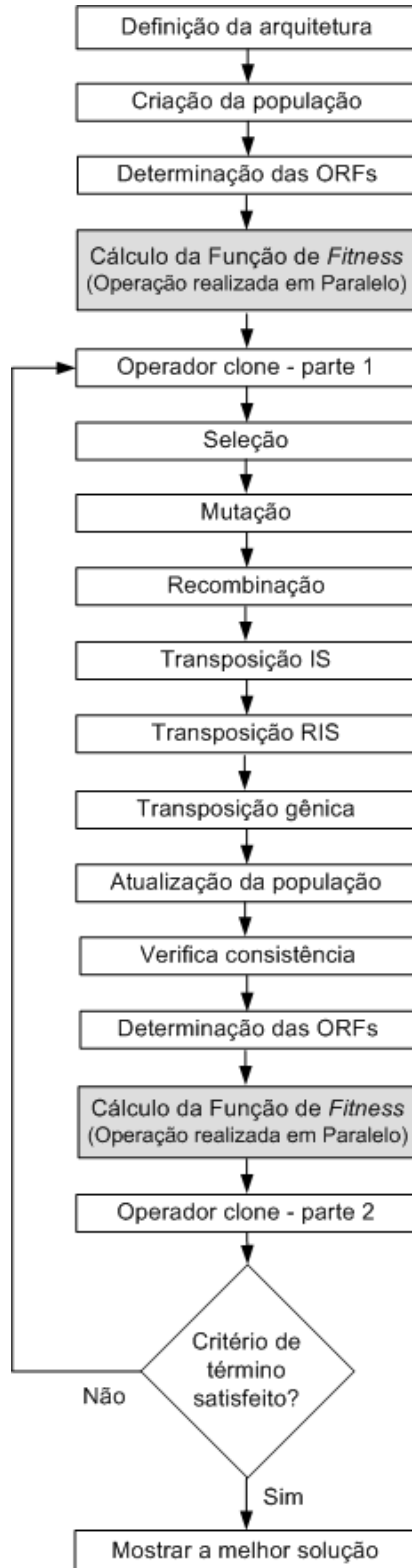 Definição da arquitetura
Criação da população
Determinação das ORFs
Cálculo da Função de Fitness
(Operação realizada em Paralelo)
Operador clone - parte 1
Seleção
Mutação
Recombinação
Transposição IS
Transposição RIS
Transposição gênica
Atualização da população
Verifica consistência
Determinação das ORFs
Cálculo da Função de Fitness
(Operação realizada em Paralelo)
Operador clone - parte 2
Critério de
término
satisfeito?
Não
Sim
Mostrar a melhor solução